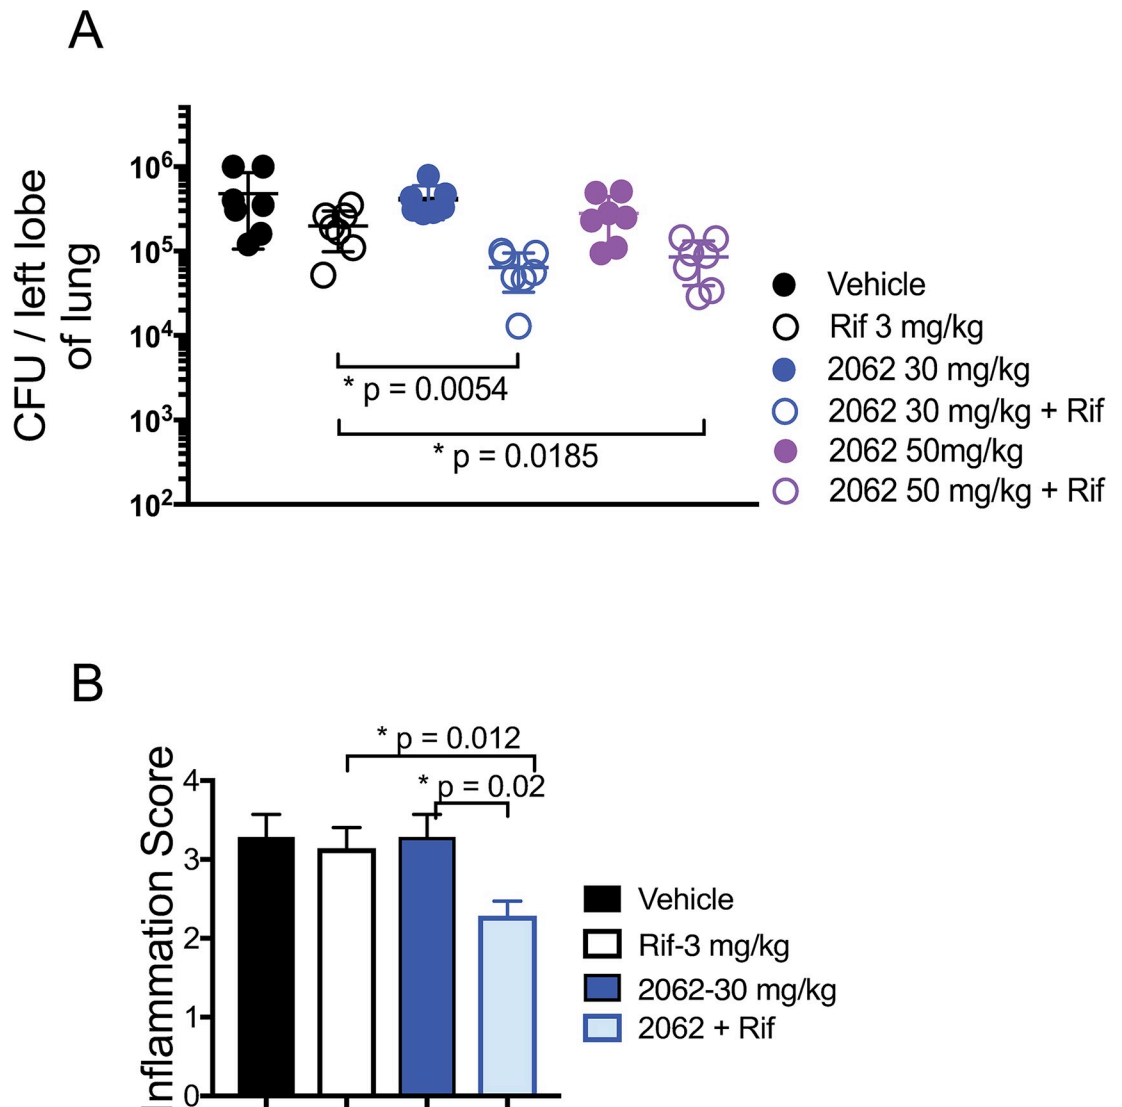 A
CFU / left lobe
of lung
10⁶
10⁵
10⁴
10³
10²
* p = 0.0054
* p = 0.0185
Vehicle
Rif 3 mg/kg
2062 30 mg/kg
2062 30 mg/kg + Rif
2062 50mg/kg
2062 50 mg/kg + Rif
B
Inflammation Score
4
3
2
1
0
* p = 0.012
* p = 0.02
Vehicle
Rif-3 mg/kg
2062-30 mg/kg
2062 + Rif